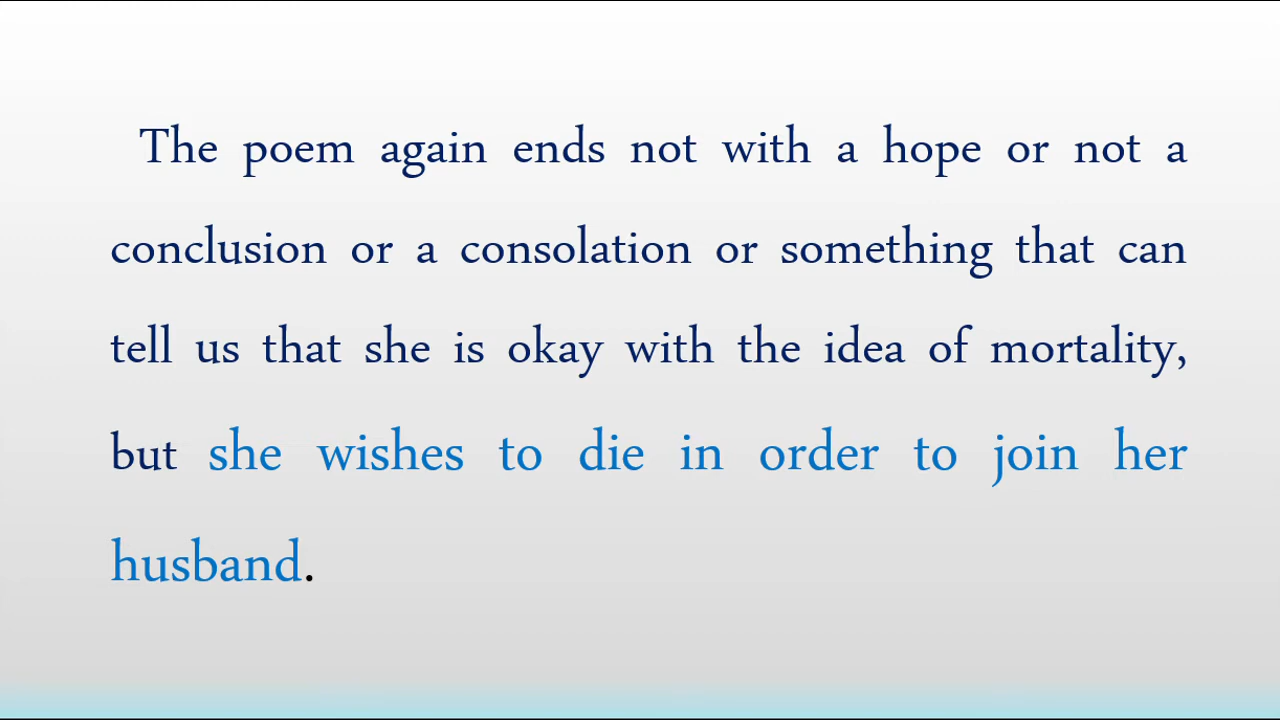 The poem again ends not with a hope or not a
conclusion or a consolation or something that can
tell us that she is okay with the idea of mortality,
but she wishes to die in order to join her
husband.